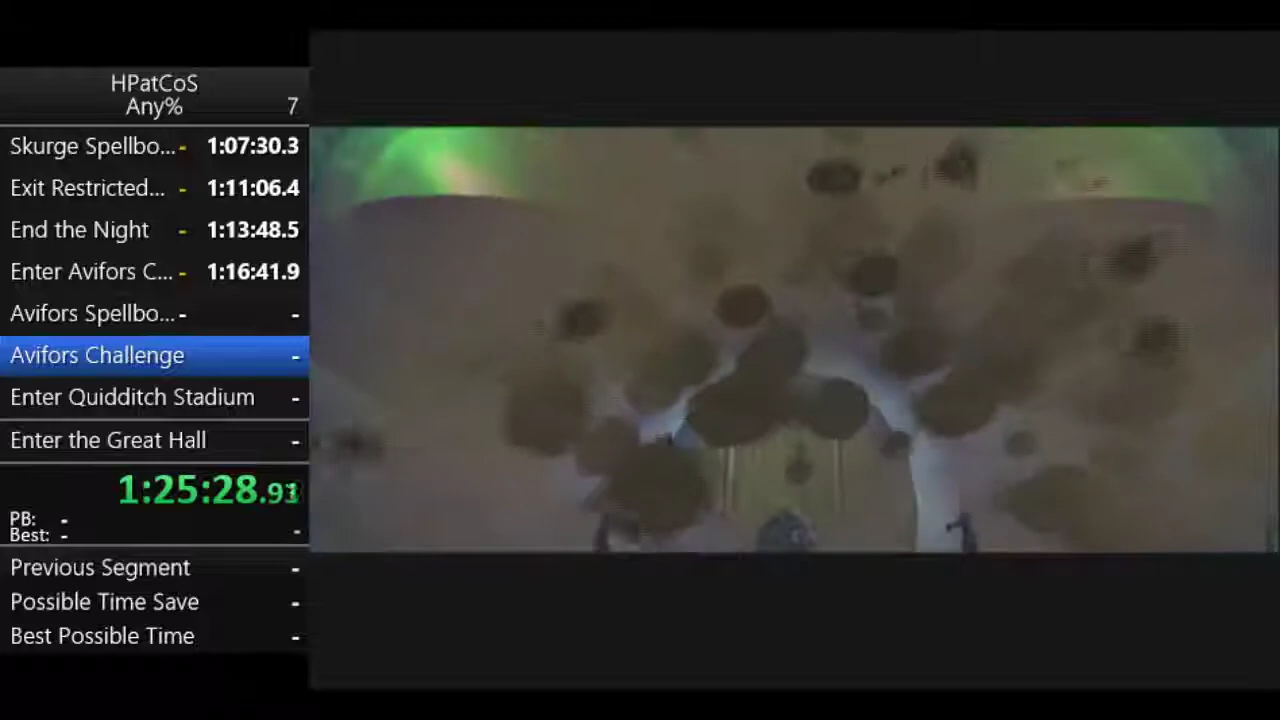 HPatCoS
Any% 7
Skurge Spellbo... - 1:07:30.3
Exit Restricted... - 1:11:06.4
End the Night - 1:13:48.5
Enter Avifors C... - 1:16:41.9
Avifors Spellbo... - -
Avifors Challenge -
Enter Quidditch Stadium -
Enter the Great Hall -
1:25:28.93
PB: -
Best: - -
Previous Segment -
Possible Time Save -
Best Possible Time -